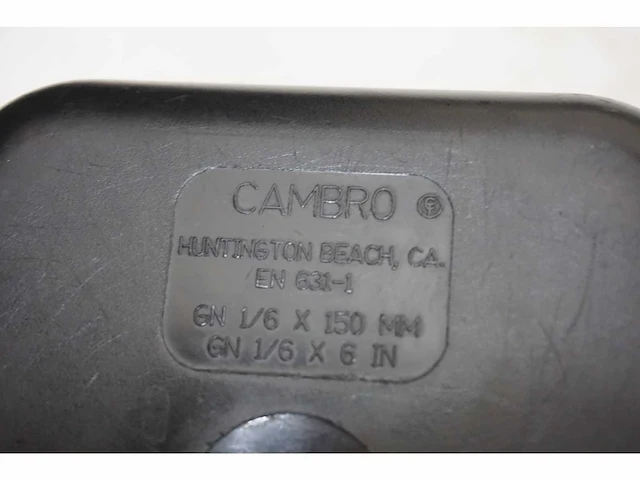 CAMBRO
HUNTINGTON BEACH, CA.
EN 631-1
GN 1/6 X 150 MM
GN 1/6 X 6 IN